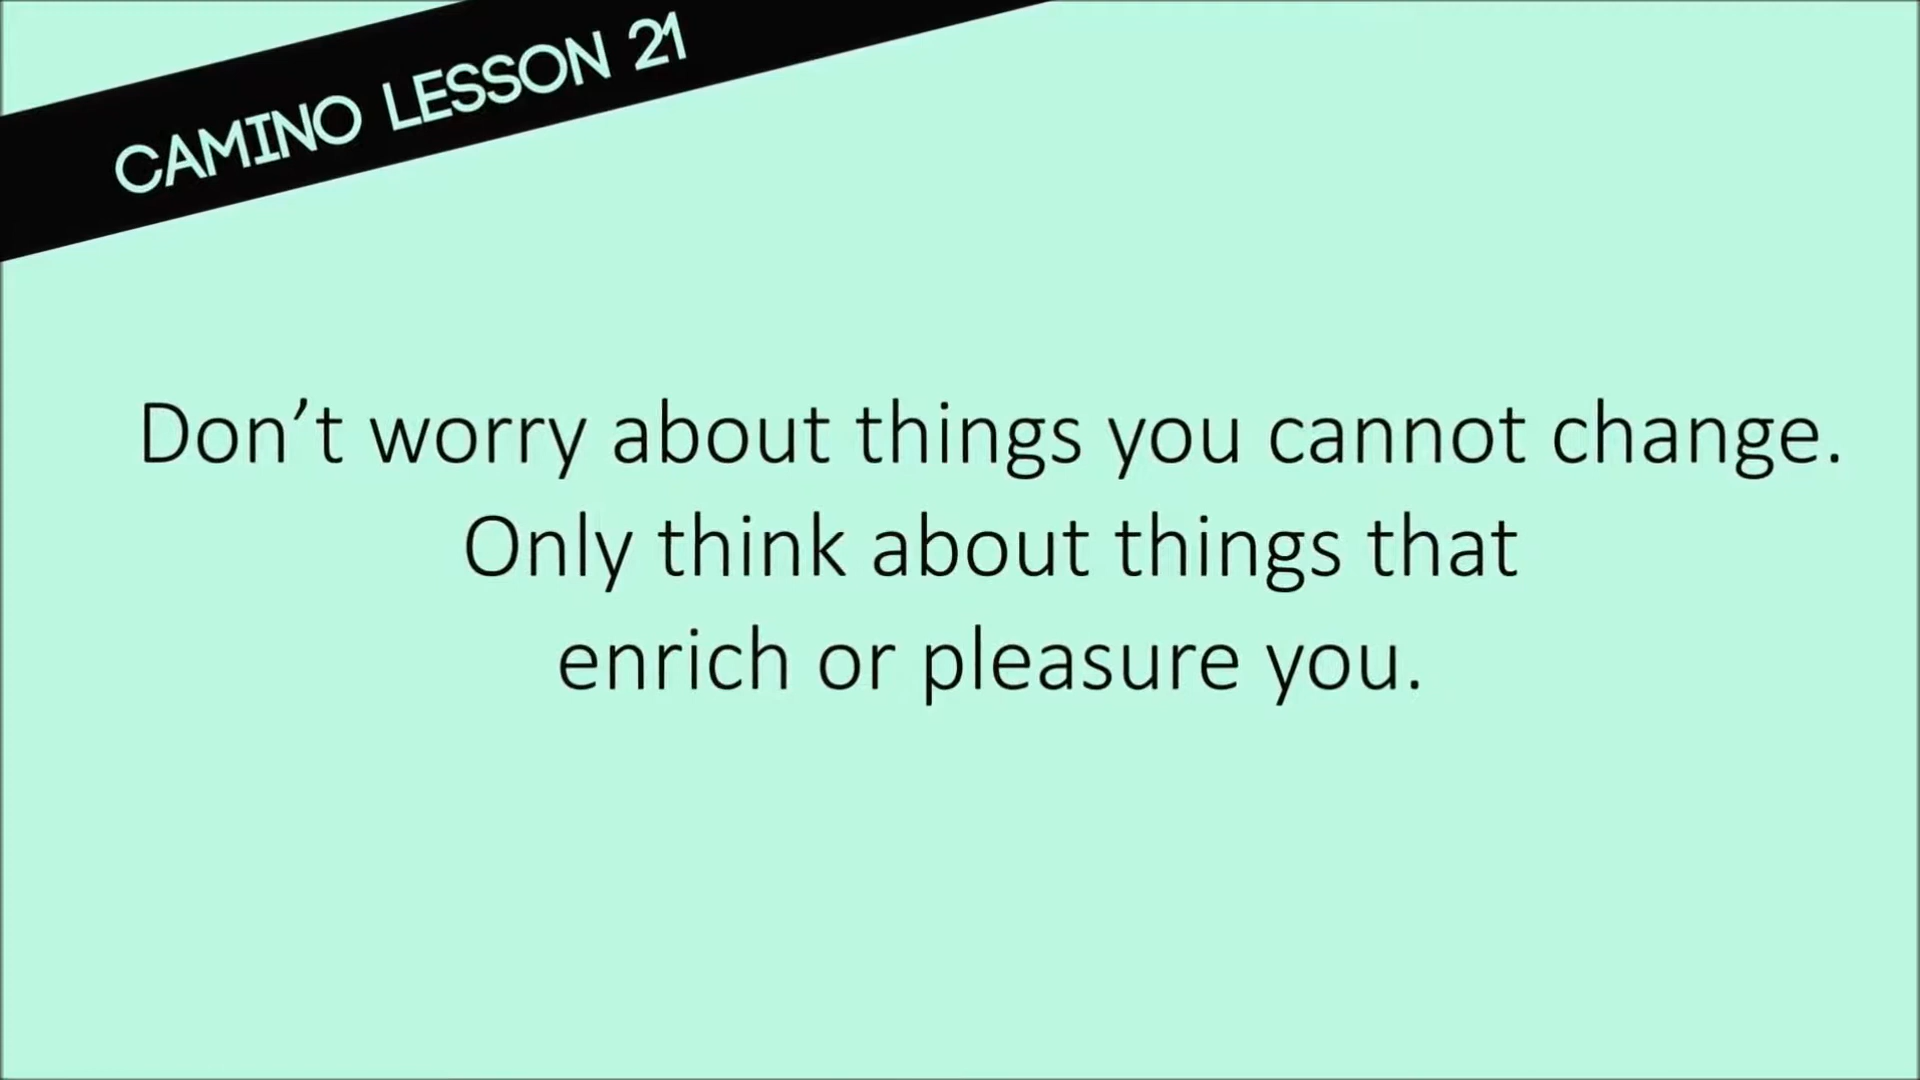 CAMINO LESSON 21
Don’t worry about things you cannot change.
Only think about things that
enrich or pleasure you.